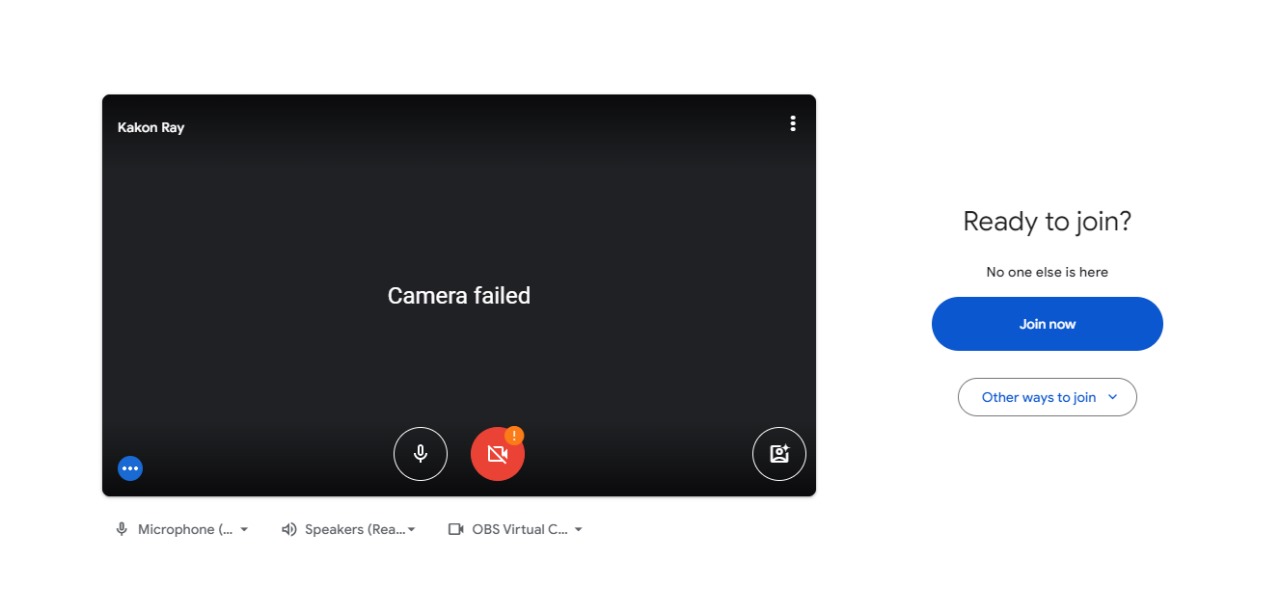 Kakon Ray
Camera failed
Microphone (...
Speakers (Rea...
OBS Virtual C...
Ready to join?
No one else is here
Join now
Other ways to join